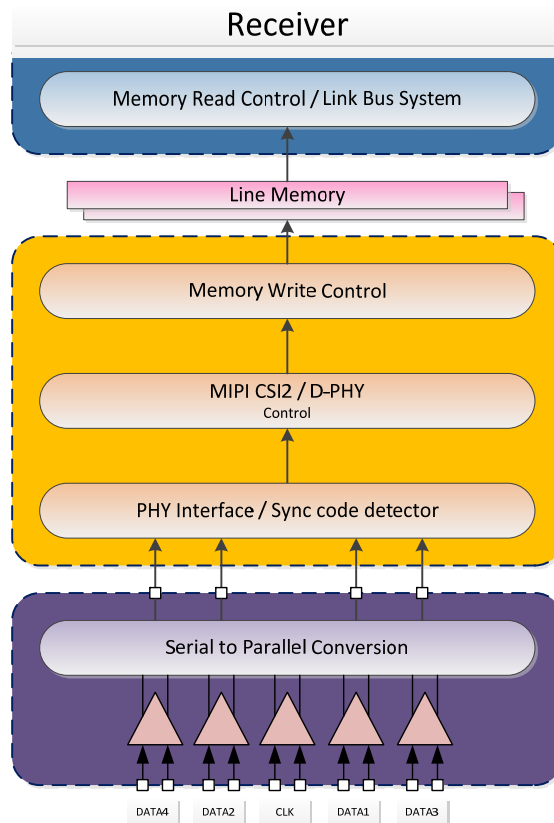 Receiver
Memory Read Control / Link Bus System
Line Memory
Memory Write Control
MIPI CSI2 / D-PHY
Control
PHY Interface / Sync code detector
Serial to Parallel Conversion
DATA4 DATA2 CLK DATA1 DATA3